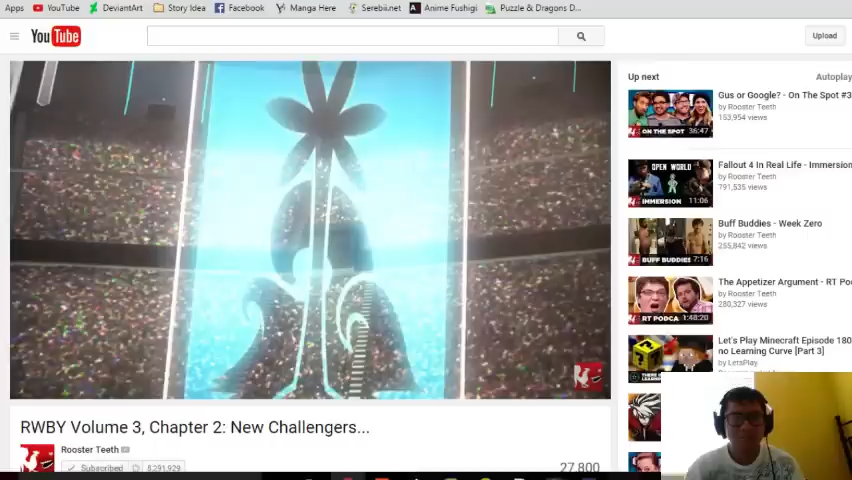 Apps YouTube DeviantArt Story Idea Facebook Manga Here Serebii.net Anime Fushigi Puzzle & Dragons D...
YouTube
Upload
Up next Autoplay
Gus or Google? - On The Spot #3
by Rooster Teeth
153,954 views
ON THE SPOT 36:47
Fallout 4 In Real Life - Immersion
by Rooster Teeth
791,535 views
OPEN WORLD
IMMERSION 11:06
Buff Buddies - Week Zero
by Rooster Teeth
255,842 views
BUFF BUDDIES 7:16
The Appetizer Argument - RT Po
by Rooster Teeth
280,327 views
RT PODCA 1:48:20
Let's Play Minecraft Episode 180
no Learning Curve [Part 3]
by LetsPlay
RWBY Volume 3, Chapter 2: New Challengers...
Rooster Teeth
Subscribed 8,291,929
27,800